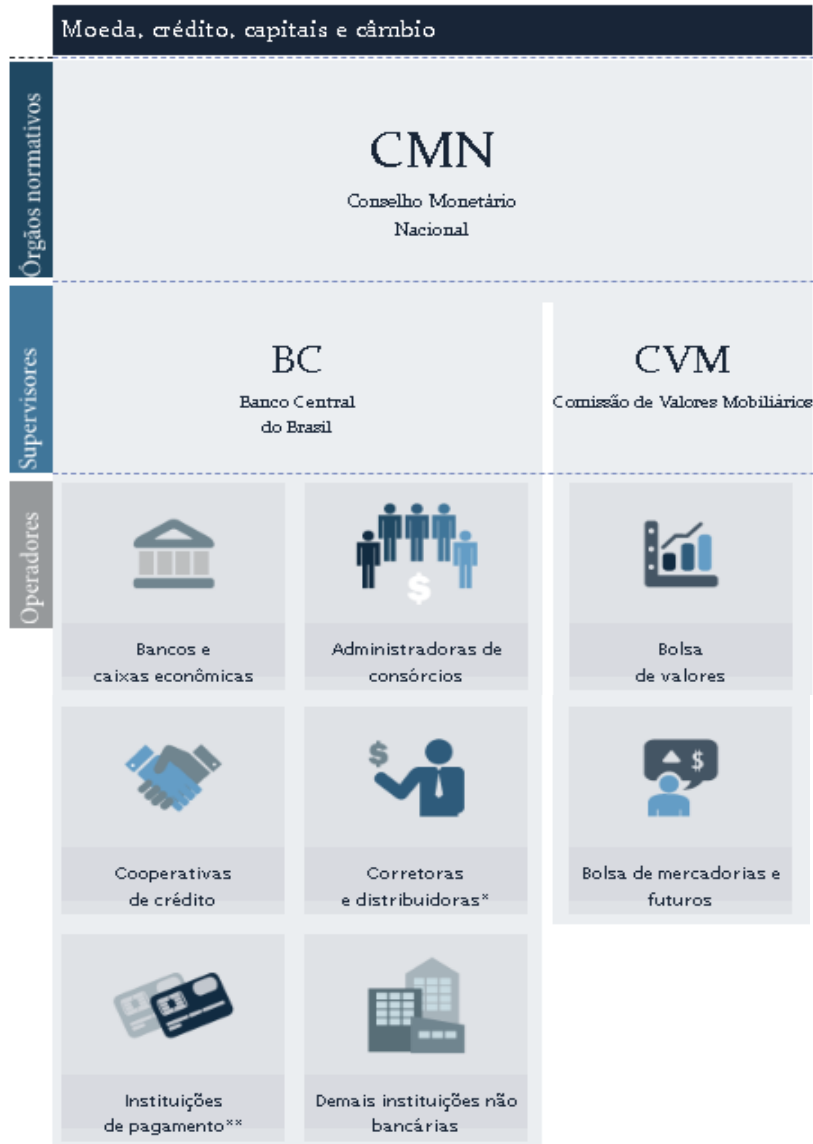 Moeda, crédito, capitais e câmbio
Órgãos normativos
CMN
Conselho Monetário
Nacional
Supervisores
BC
Banco Central
do Brasil
CVM
Comissão de Valores Mobiliários
Operadores
Bancos e
caixas econômicas
Administradoras de
consórcios
Bolsa
de valores
$
Cooperativas
de crédito
$
Corretoras
e distribuidoras*
$
Bolsa de mercadorias e
futuros
Instituições
de pagamento**
Demais instituições não
bancárias